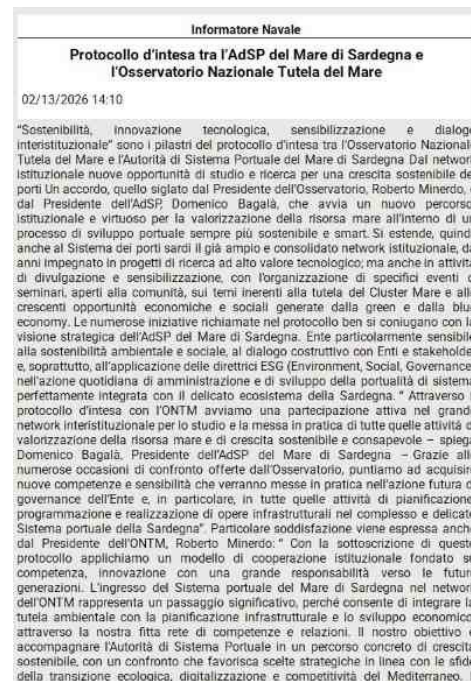 Informatore Navale
Protocollo d'intesa tra l'AdSP del Mare di Sardegna e
l'Osservatorio Nazionale Tutela del Mare
02/13/2026 14:10
"Sostenibilità, innovazione tecnologica, sensibilizzazione e dialogo
interistituzionale" sono i pilastri del protocollo d'intesa tra l'Osservatorio Nazionale
Tutela del Mare e l'Autorità di Sistema Portuale del Mare di Sardegna Dal network
istituzionale nuove opportunità di studio e ricerca per una crescita sostenibile dei
porti Un accordo, quello siglato dal Presidente dell'Osservatorio, Roberto Minerdo,
dal Presidente dell'AdSP, Domenico Bagalà, che avvia un nuovo percorso
istituzionale e virtuoso per la valorizzazione della risorsa mare all'interno di un
processo di sviluppo portuale sempre più sostenibile e smart. Si estende, quindi
anche al Sistema dei porti sardi il già ampio e consolidato network istituzionale, da
anni impegnato in progetti di ricerca ad alto valore tecnologico; ma anche in attività
di divulgazione e sensibilizzazione, con l'organizzazione di specifici eventi
seminari, aperti alla comunità, sui temi inerenti alla tutela del Cluster Mare e alle
crescenti opportunità economiche e sociali generate dalla green e dalla blue
economy. Le numerose iniziative richiamate nel protocollo ben si coniugano con la
visione strategica dell'AdSP del Mare di Sardegna. Ente particolarmente sensibile
alla sostenibilità ambientale e sociale, al dialogo costruttivo con Enti e stakeholder
e, soprattutto, all'applicazione delle direttrici ESG (Environment, Social, Governance)
nell'azione quotidiana di amministrazione e di sviluppo della portualità di sistema
perfettamente integrata con il delicato ecosistema della Sardegna. " Attraverso il
protocollo d'intesa con l'ONTM avviamo una partecipazione attiva nel grande
network interistituzionale per lo studio e la messa in pratica di tutte quelle attività di
valorizzazione della risorsa mare e di crescita sostenibile e consapevole – spiega
Domenico Bagalà, Presidente dell'AdSP del Mare di Sardegna – Grazie alle
numerose occasioni di confronto offerte dall'Osservatorio, puntiamo ad acquisire
nuove competenze e sensibilità che verranno messe in pratica nell'azione futura di
governance dell'Ente e, in particolare, in tutte quelle attività di pianificazione
programmazione e realizzazione di opere infrastrutturali nel complesso e delicato
Sistema portuale della Sardegna". Particolare soddisfazione viene espressa anche
dal Presidente dell'ONTM, Roberto Minerdo: " Con la sottoscrizione di questo
protocollo applichiamo un modello di cooperazione istituzionale fondato su
competenza, innovazione con una grande responsabilità verso le future
generazioni. L'ingresso del Sistema portuale del Mare di Sardegna nel network
dell'ONTM rappresenta un passaggio significativo, perché consente di integrare la
tutela ambientale con la pianificazione infrastrutturale e lo sviluppo economico
attraverso la nostra fitta rete di competenze e relazioni. Il nostro obiettivo è
accompagnare l'Autorità di Sistema Portuale in un percorso concreto di crescita
sostenibile, con un confronto che favorisca scelte strategiche in linea con le sfide
della transizione ecologica, digitalizzazione e competitività del Mediterraneo.